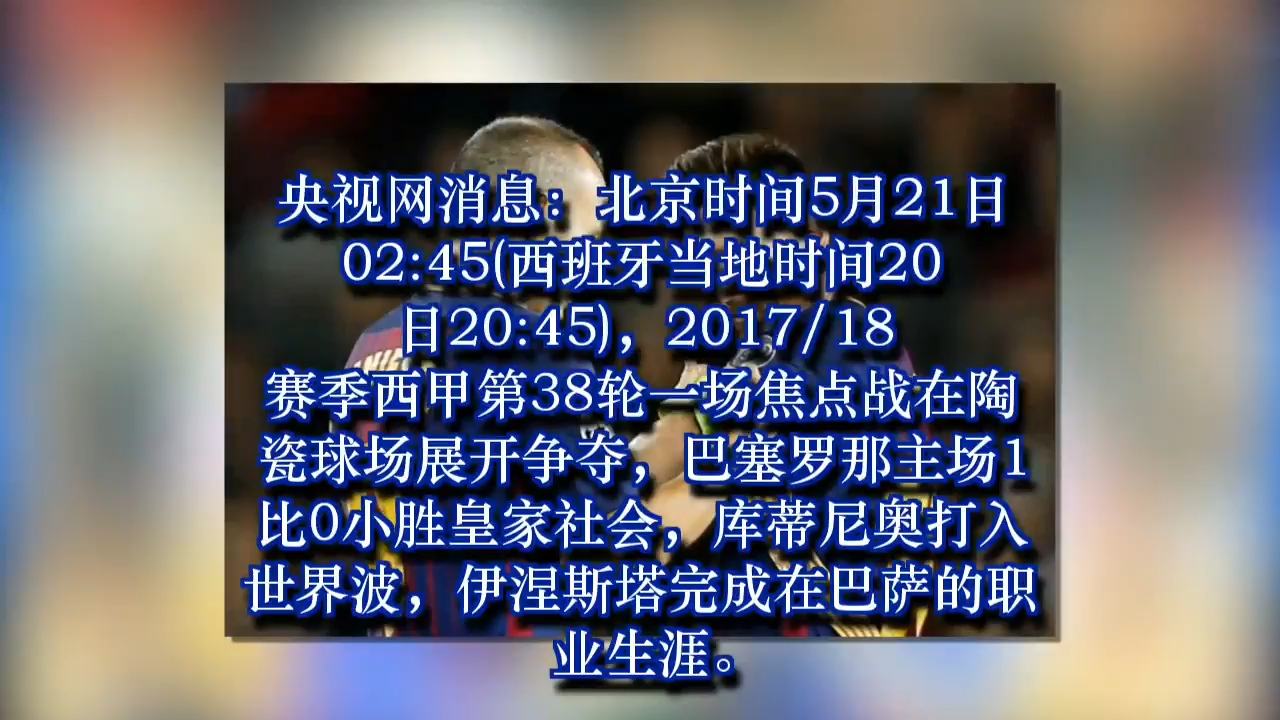 央视网消息：北京时间5月21日
02:45(西班牙当地时间20
日20:45)，2017/18
赛季西甲第38轮一场焦点战在陶
瓷球场展开争夺，巴塞罗那主场1
比0小胜皇家社会，库蒂尼奥打入
世界波，伊涅斯塔完成在巴萨的职
业生涯。